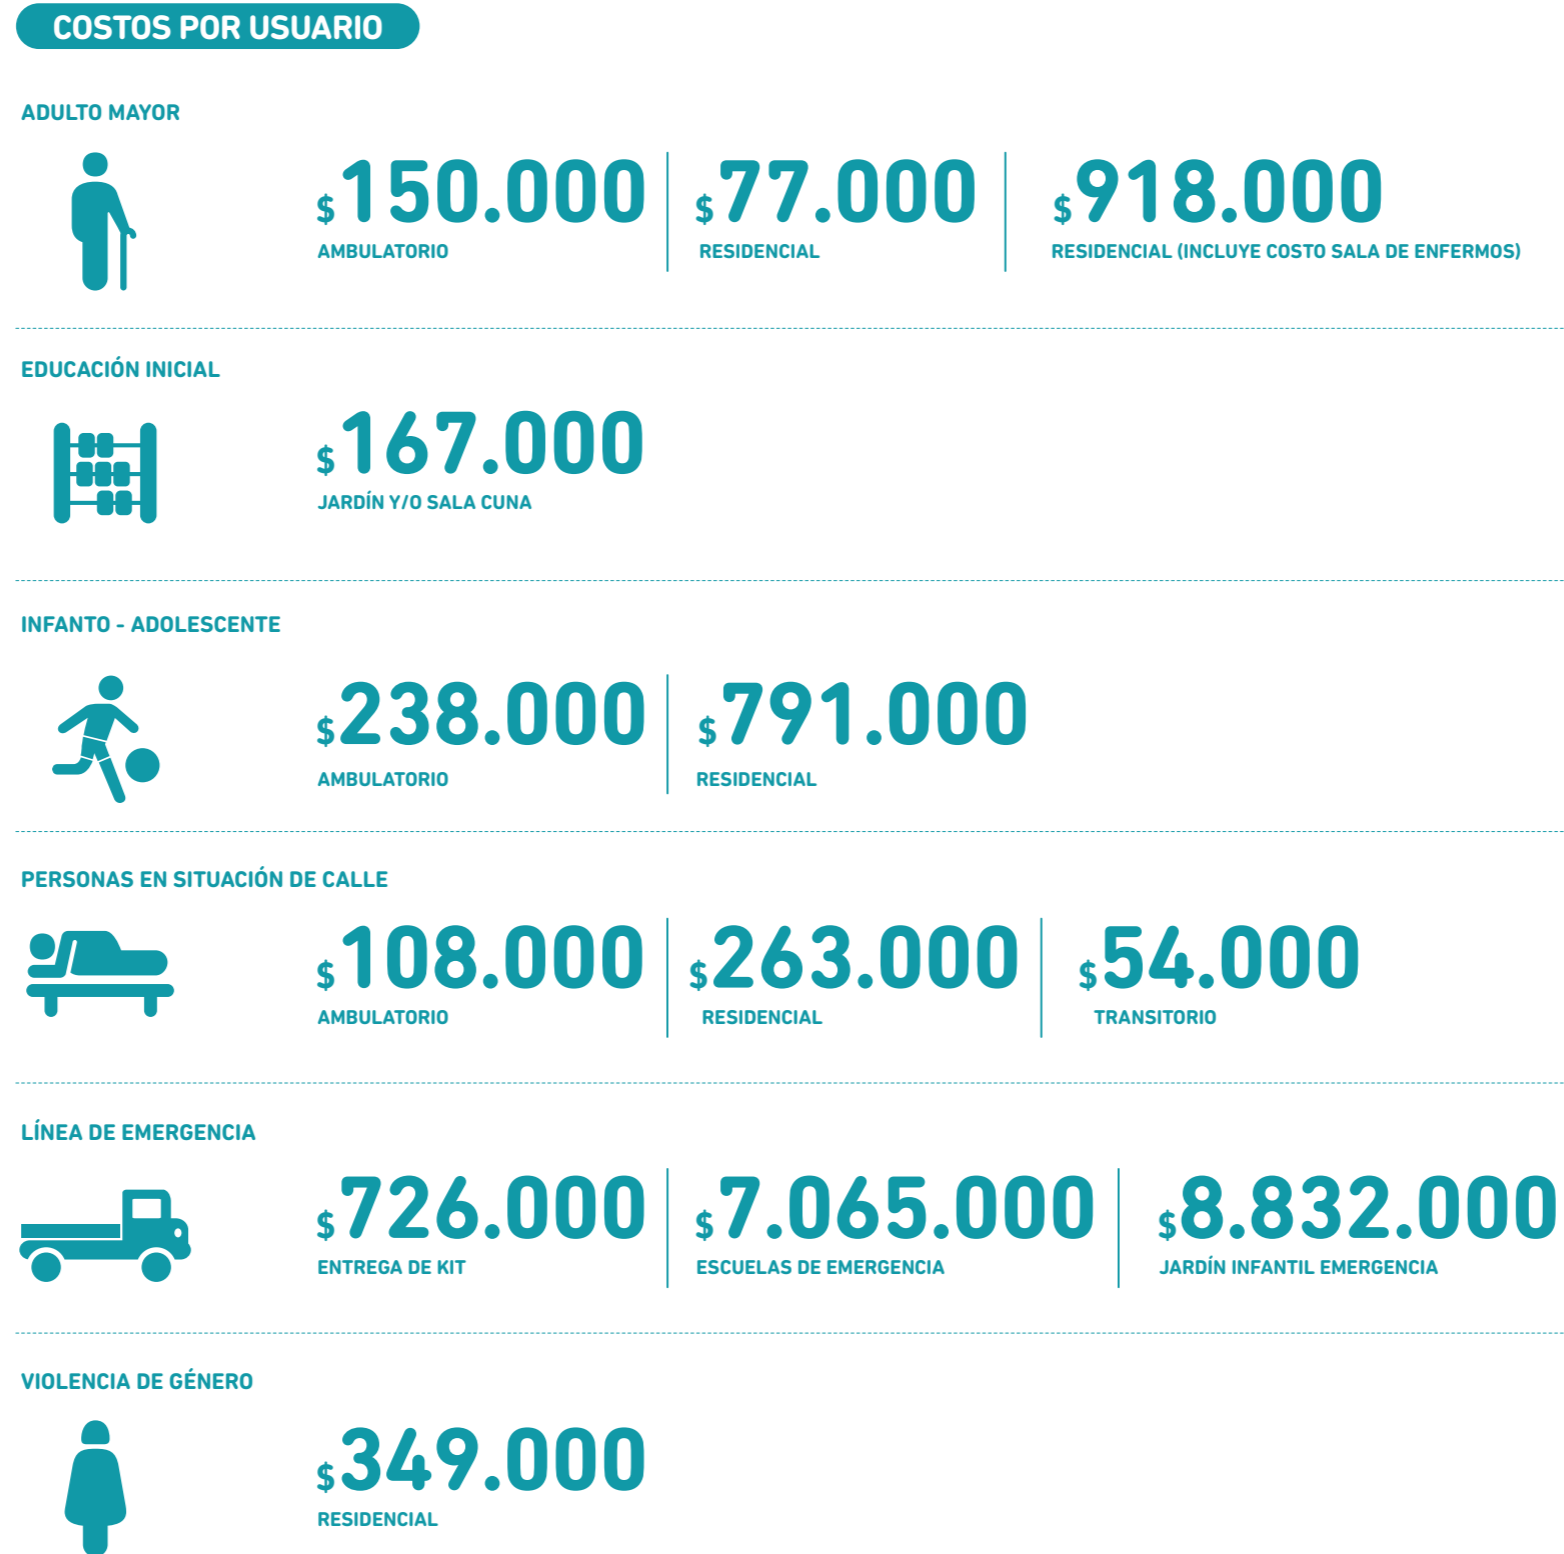 COSTOS POR USUARIO
ADULTO MAYOR
$150.000
AMBULATORIO
$77.000
RESIDENCIAL
$918.000
RESIDENCIAL (INCLUYE COSTO SALA DE ENFERMOS)
EDUCACIÓN INICIAL
$167.000
JARDÍN Y/O SALA CUNA
INFANTO - ADOLESCENTE
$238.000
AMBULATORIO
$791.000
RESIDENCIAL
PERSONAS EN SITUACIÓN DE CALLE
$108.000
AMBULATORIO
$263.000
RESIDENCIAL
$54.000
TRANSITORIO
LÍNEA DE EMERGENCIA
$726.000
ENTREGA DE KIT
$7.065.000
ESCUELAS DE EMERGENCIA
$8.832.000
JARDÍN INFANTIL EMERGENCIA
VIOLENCIA DE GÉNERO
$349.000
RESIDENCIAL